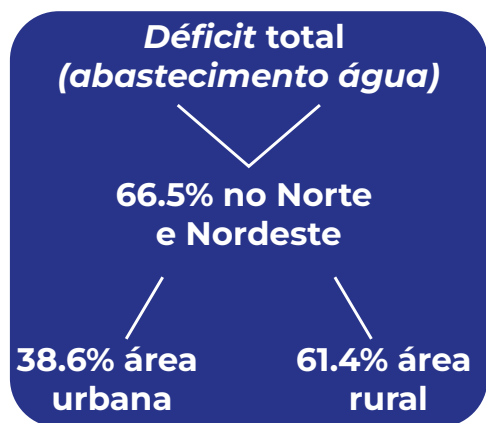 Déficit total
(abastecimento água)
66.5% no Norte
e Nordeste
38.6% área
urbana
61.4% área
rural